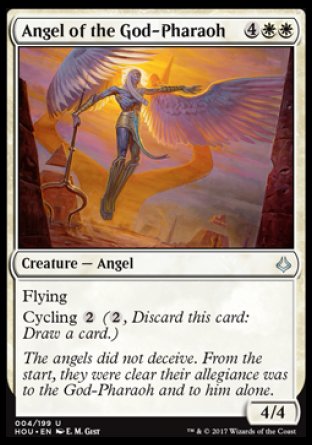 Angel of the God-Pharaoh 4
Creature — Angel
Flying
Cycling 2 (2, Discard this card:
Draw a card.)
The angels did not deceive. From the
start, they were clear their allegiance was
to the God-Pharaoh and to him alone.
4/4
004/199 U
HOU • EN E. M. Gist
™ & © 2017 Wizards of the Coast